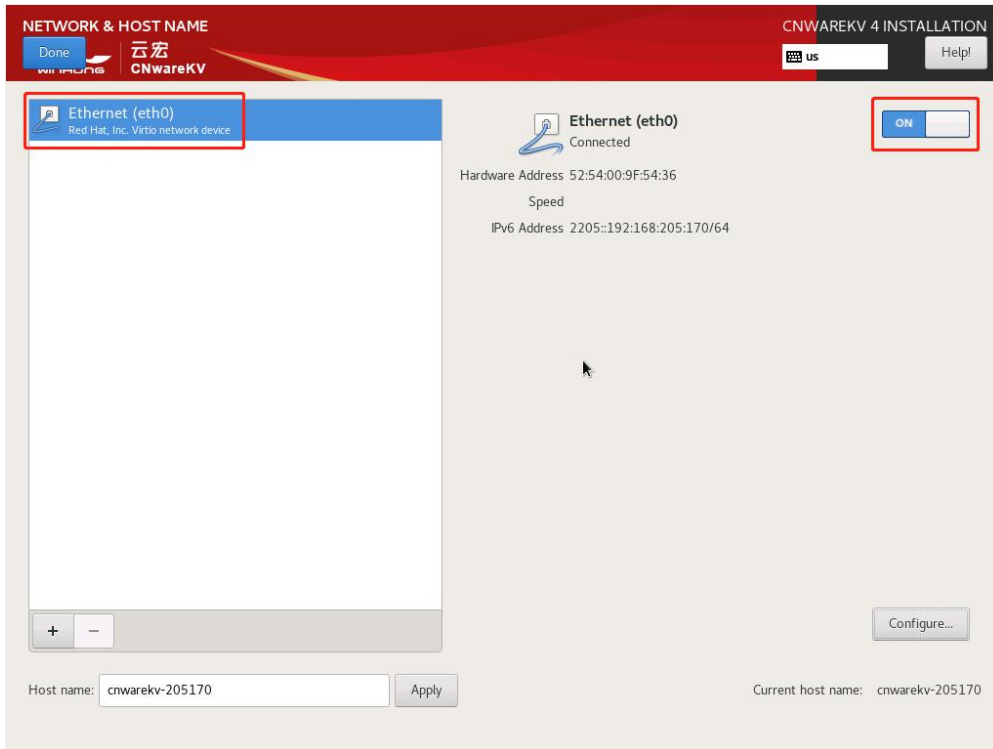 NETWORK & HOST NAME
CNWAREKV 4 INSTALLATION
Done
云宏
CNwareKV
us
Help!
Ethernet (eth0)
Red Hat, Inc. Virtio network device
Ethernet (eth0)
Connected
ON
Hardware Address 52:54:00:9F:54:36
Speed
IPv6 Address 2205::192:168:205:170/64
+ −
Configure...
Host name: cnwarekv-205170 Apply
Current host name: cnwarekv-205170